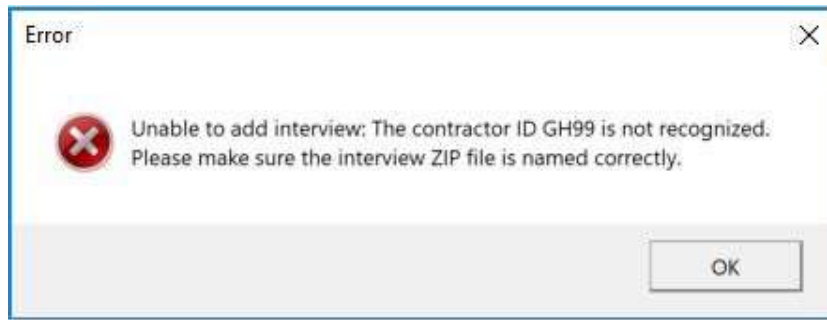 Error
Unable to add interview: The contractor ID GH99 is not recognized.
Please make sure the interview ZIP file is named correctly.
OK